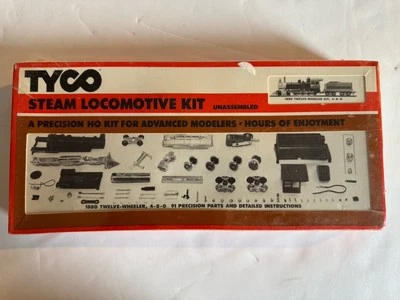 TYCO
1880 TWELVE-WHEELER KIT, 4-8-0
STEAM LOCOMOTIVE KIT UNASSEMBLED
A PRECISION HO KIT FOR ADVANCED MODELERS • HOURS OF ENJOYMENT
1880 TWELVE-WHEELER, 4-8-0 91 PRECISION PARTS AND DETAILED INSTRUCTIONS